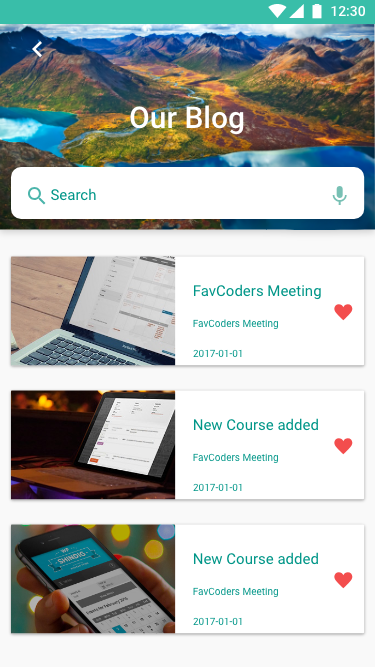 12:30
Our Blog
Search
FavCoders Meeting
FavCoders Meeting
2017-01-01
New Course added
FavCoders Meeting
2017-01-01
SHINDIG
New Course added
FavCoders Meeting
2017-01-01